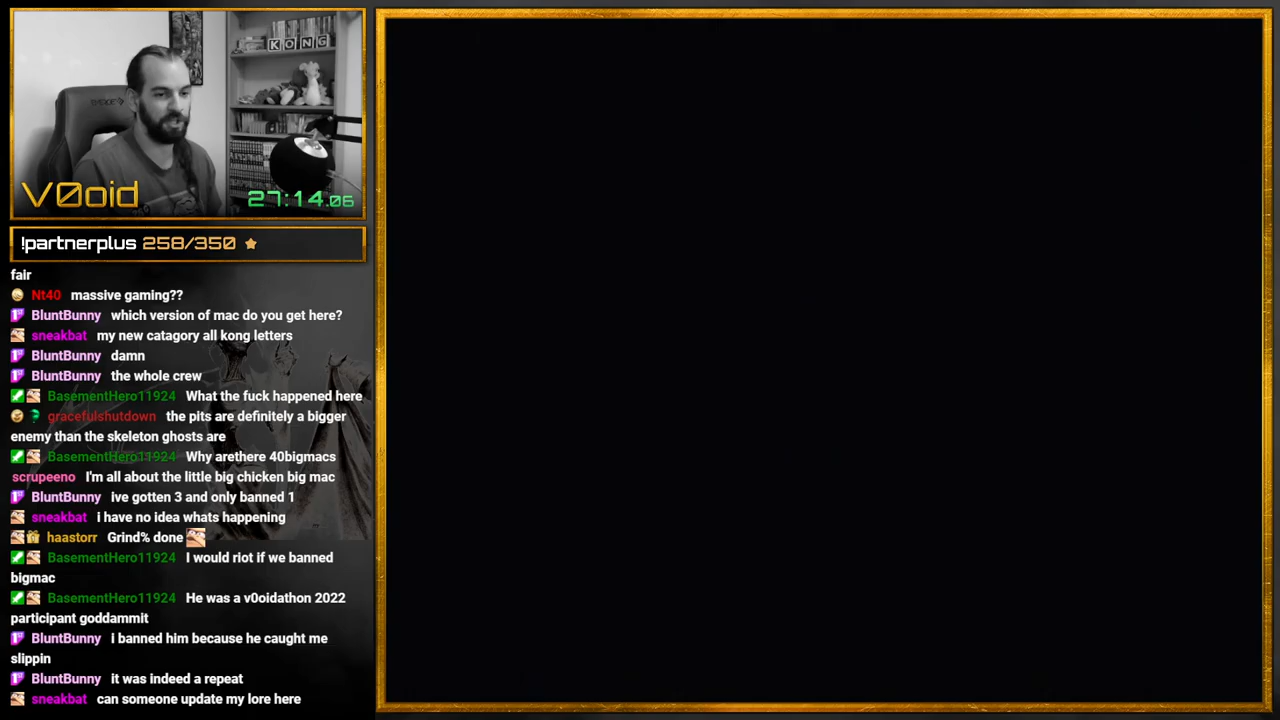 KONG
V0oid
27:14.06
!partnerplus 258/350
fair
Nt40 massive gaming??
BluntBunny which version of mac do you get here?
sneakbat my new catagory all kong letters
BluntBunny damn
BluntBunny the whole crew
BasementHero11924 What the fuck happened here
gracefulshutdown the pits are definitely a bigger
enemy than the skeleton ghosts are
BasementHero11924 Why arethere 40bigmacs
scrupeeno I'm all about the little big chicken big mac
BluntBunny ive gotten 3 and only banned 1
sneakbat i have no idea whats happening
haastorr Grind% done
BasementHero11924 I would riot if we banned
bigmac
BasementHero11924 He was a v0oidathon 2022
participant goddammit
BluntBunny i banned him because he caught me
slippin
BluntBunny it was indeed a repeat
sneakbat can someone update my lore here